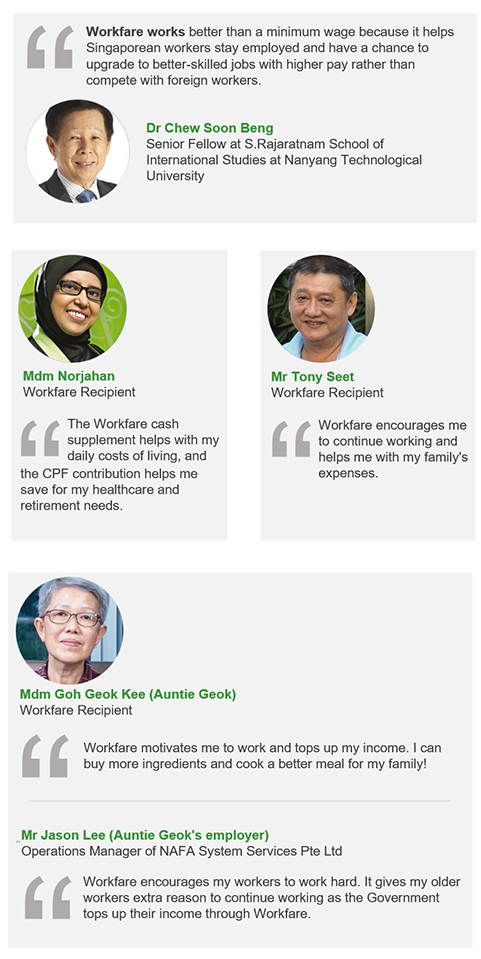 Workfare works better than a minimum wage because it helps
Singaporean workers stay employed and have a chance to
upgrade to better-skilled jobs with higher pay rather than
compete with foreign workers.
Dr Chew Soon Beng
Senior Fellow at S.Rajaratnam School of
International Studies at Nanyang Technological
University
Mdm Norjahan
Workfare Recipient
The Workfare cash
supplement helps with my
daily costs of living, and
the CPF contribution helps me
save for my healthcare and
retirement needs.
Mr Tony Seet
Workfare Recipient
Workfare encourages me
to continue working and
helps me with my family's
expenses.
Mdm Goh Geok Kee (Auntie Geok)
Workfare Recipient
Workfare motivates me to work and tops up my income. I can
buy more ingredients and cook a better meal for my family!
Mr Jason Lee (Auntie Geok's employer)
Operations Manager of NAFA System Services Pte Ltd
Workfare encourages my workers to work hard. It gives my older
workers extra reason to continue working as the Government
tops up their income through Workfare.